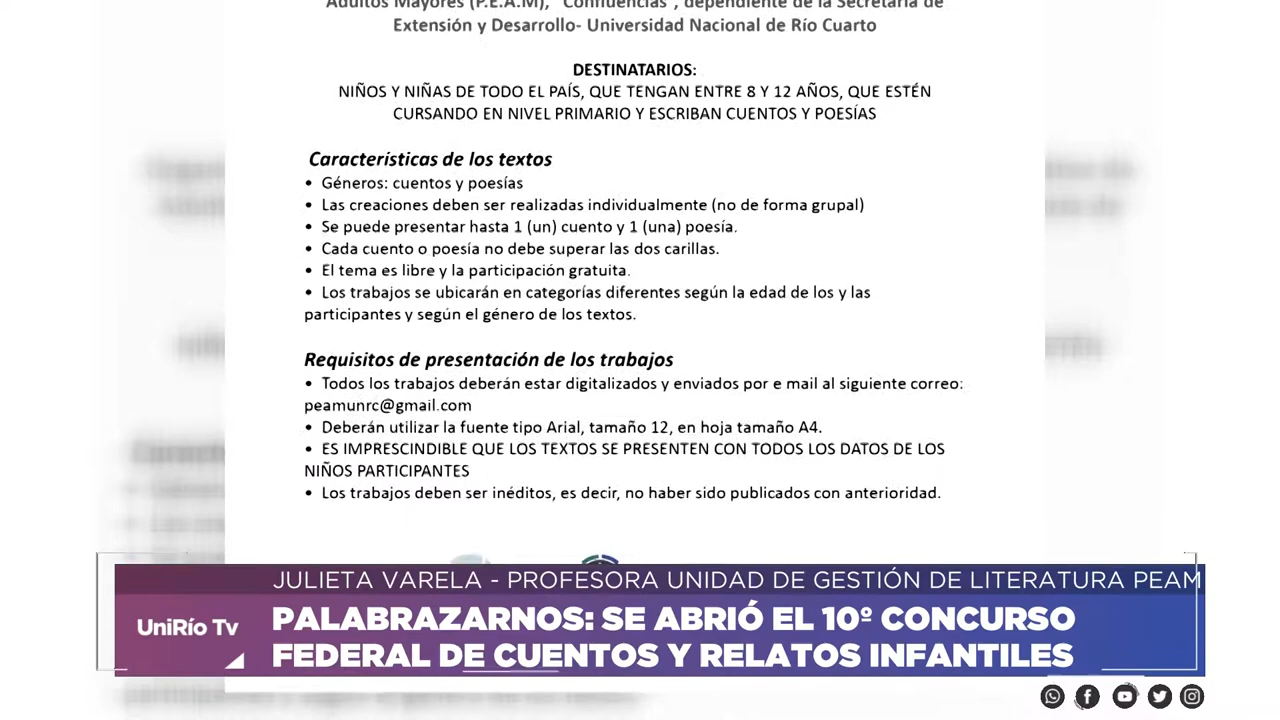 Adultos Mayores (P.E.A.M), "Confluencias", dependiente de la Secretaría de
Extensión y Desarrollo- Universidad Nacional de Río Cuarto
DESTINATARIOS:
NIÑOS Y NIÑAS DE TODO EL PAÍS, QUE TENGAN ENTRE 8 Y 12 AÑOS, QUE ESTÉN
CURSANDO EN NIVEL PRIMARIO Y ESCRIBAN CUENTOS Y POESÍAS
Características de los textos
• Géneros: cuentos y poesías
• Las creaciones deben ser realizadas individualmente (no de forma grupal)
• Se puede presentar hasta 1 (un) cuento y 1 (una) poesía.
• Cada cuento o poesía no debe superar las dos carillas.
• El tema es libre y la participación gratuita.
• Los trabajos se ubicarán en categorías diferentes según la edad de los y las
participantes y según el género de los textos.
Requisitos de presentación de los trabajos
• Todos los trabajos deberán estar digitalizados y enviados por e mail al siguiente correo:
peamunrc@gmail.com
• Deberán utilizar la fuente tipo Arial, tamaño 12, en hoja tamaño A4.
• ES IMPRESCINDIBLE QUE LOS TEXTOS SE PRESENTEN CON TODOS LOS DATOS DE LOS
NIÑOS PARTICIPANTES
• Los trabajos deben ser inéditos, es decir, no haber sido publicados con anterioridad.
JULIETA VARELA - PROFESORA UNIDAD DE GESTIÓN DE LITERATURA PEAM
UniRío Tv
PALABRAZARNOS: SE ABRIÓ EL 10º CONCURSO
FEDERAL DE CUENTOS Y RELATOS INFANTILES